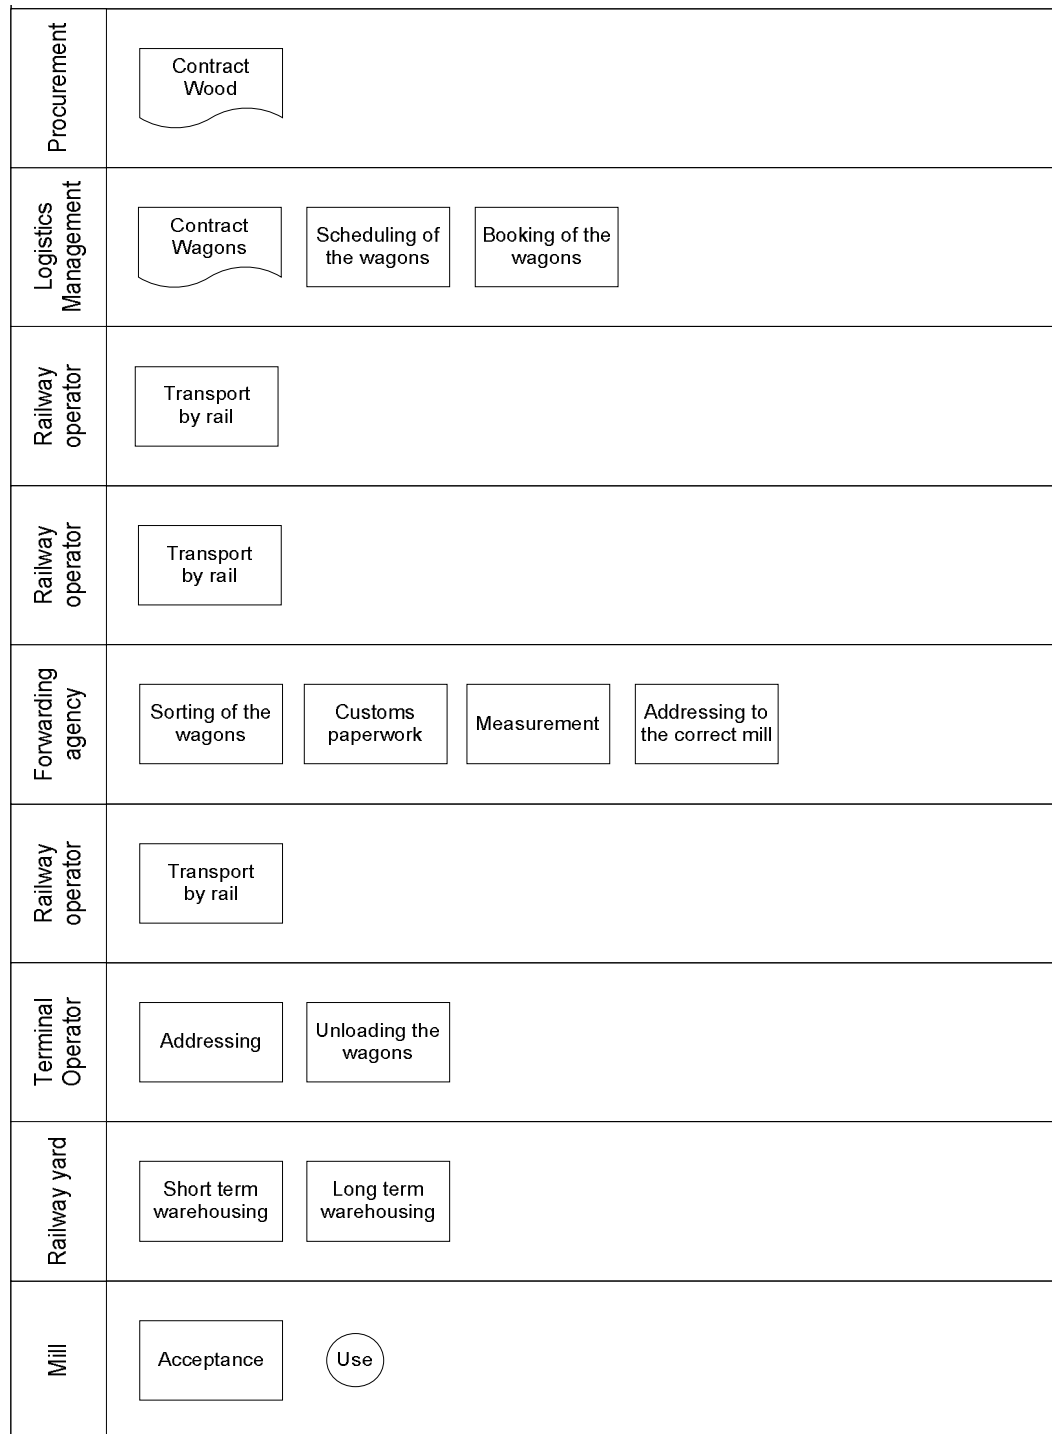 Procurement
Contract
Wood
Logistics
Management
Contract
Wagons
Scheduling of
the wagons
Booking of the
wagons
Railway
operator
Transport
by rail
Railway
operator
Transport
by rail
Forwarding
agency
Sorting of the
wagons
Customs
paperwork
Measurement
Addressing to
the correct mill
Railway
operator
Transport
by rail
Terminal
Operator
Addressing
Unloading the
wagons
Railway yard
Short term
warehousing
Long term
warehousing
Mill
Acceptance
Use